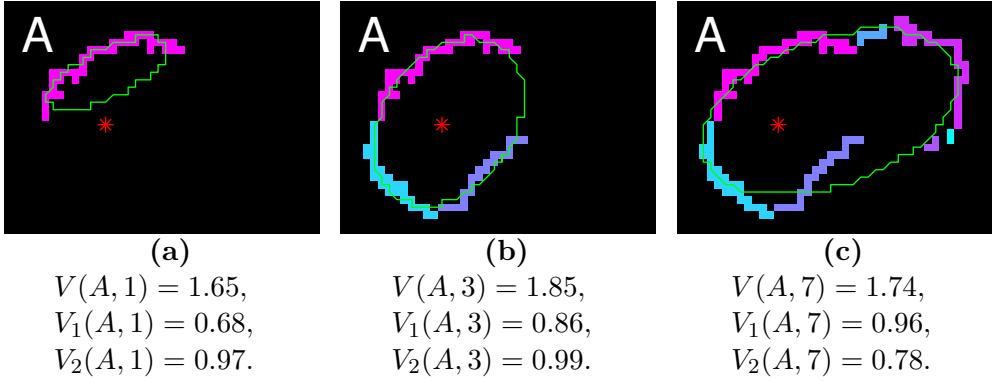 A A A
(a) (b) (c)
V(A, 1) = 1.65, V(A, 3) = 1.85, V(A, 7) = 1.74,
V₁(A, 1) = 0.68, V₁(A, 3) = 0.86, V₁(A, 7) = 0.96,
V₂(A, 1) = 0.97. V₂(A, 3) = 0.99. V₂(A, 7) = 0.78.